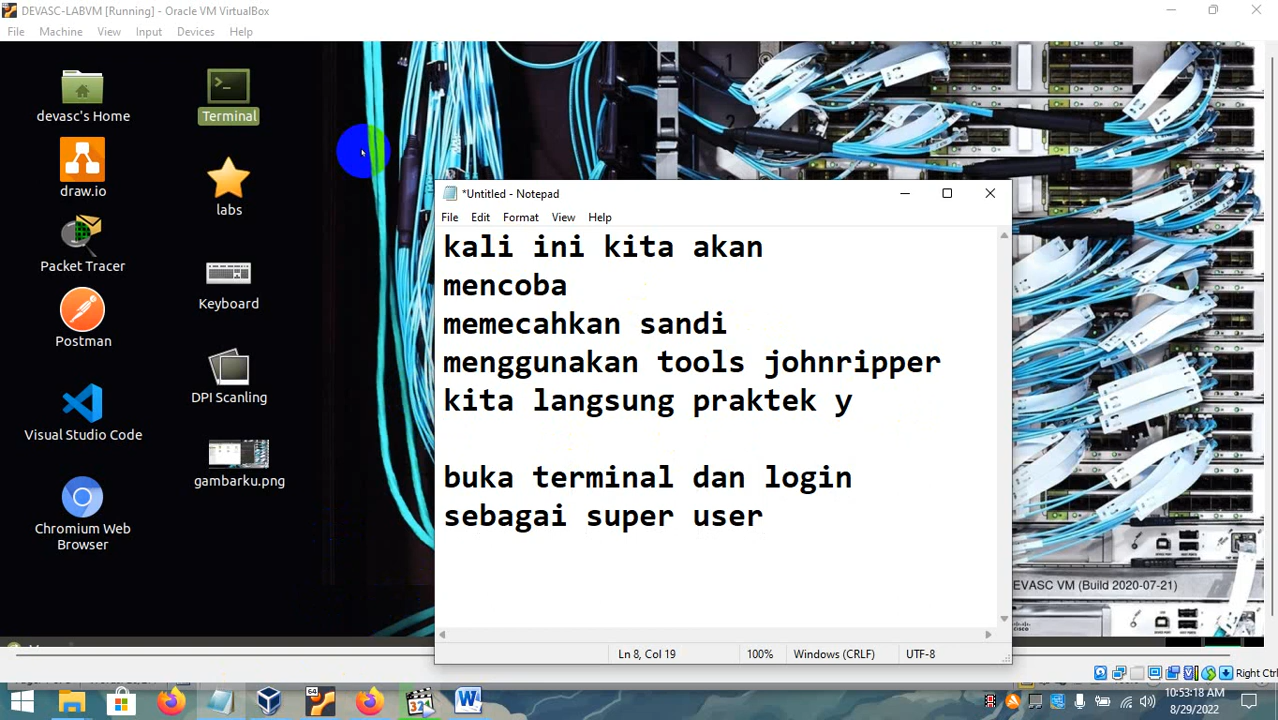 DEVASC-LABVM [Running] - Oracle VM VirtualBox
File Machine View Input Devices Help
devasc's Home
Terminal
draw.io
labs
Packet Tracer
Keyboard
Postman
DPI Scanling
Visual Studio Code
gambarku.png
Chromium Web
Browser
*Untitled - Notepad
File Edit Format View Help
kali ini kita akan
mencoba
memecahkan sandi
menggunakan tools johnripper
kita langsung praktek y
buka terminal dan login
sebagai super user
Ln 8, Col 19 100% Windows (CRLF) UTF-8
DEVASC VM (Build 2020-07-21)
Right Ctrl
64
32
10:53:18 AM
8/29/2022